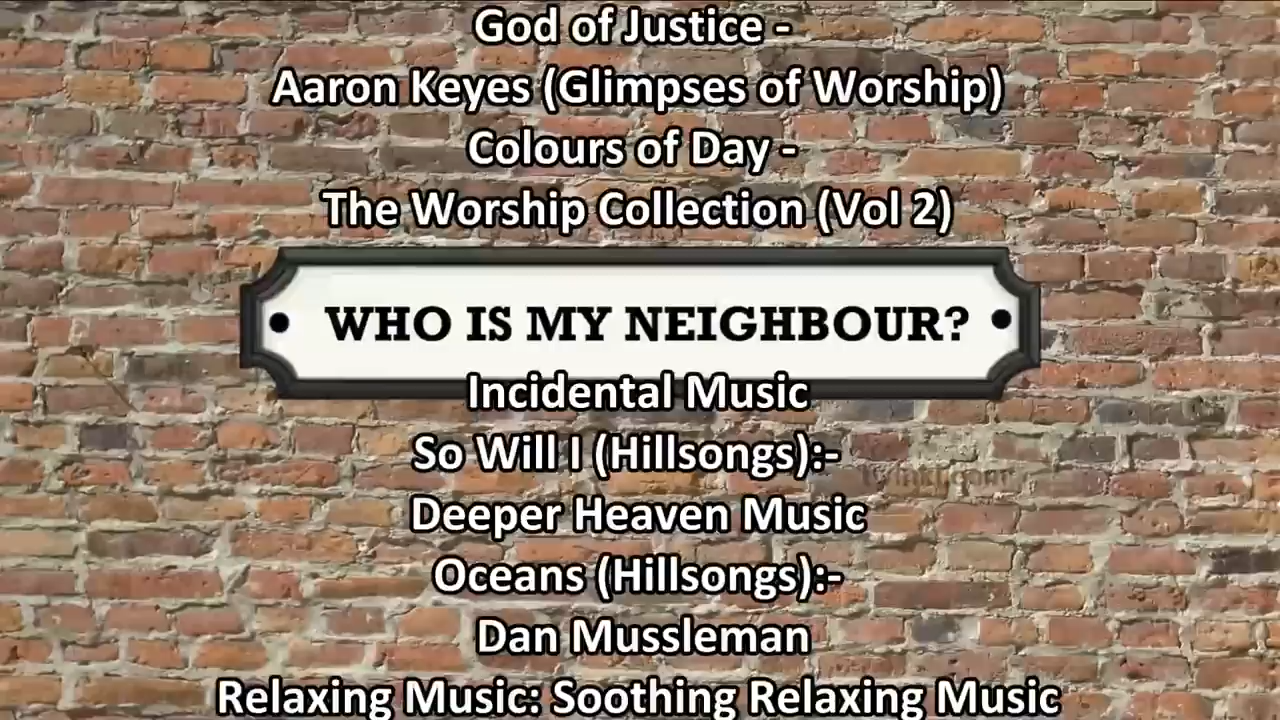 God of Justice -
Aaron Keyes (Glimpses of Worship)
Colours of Day -
The Worship Collection (Vol 2)
WHO IS MY NEIGHBOUR?
Incidental Music
So Will I (Hillsongs):-
Deeper Heaven Music
Oceans (Hillsongs):-
Dan Mussleman
Relaxing Music: Soothing Relaxing Music